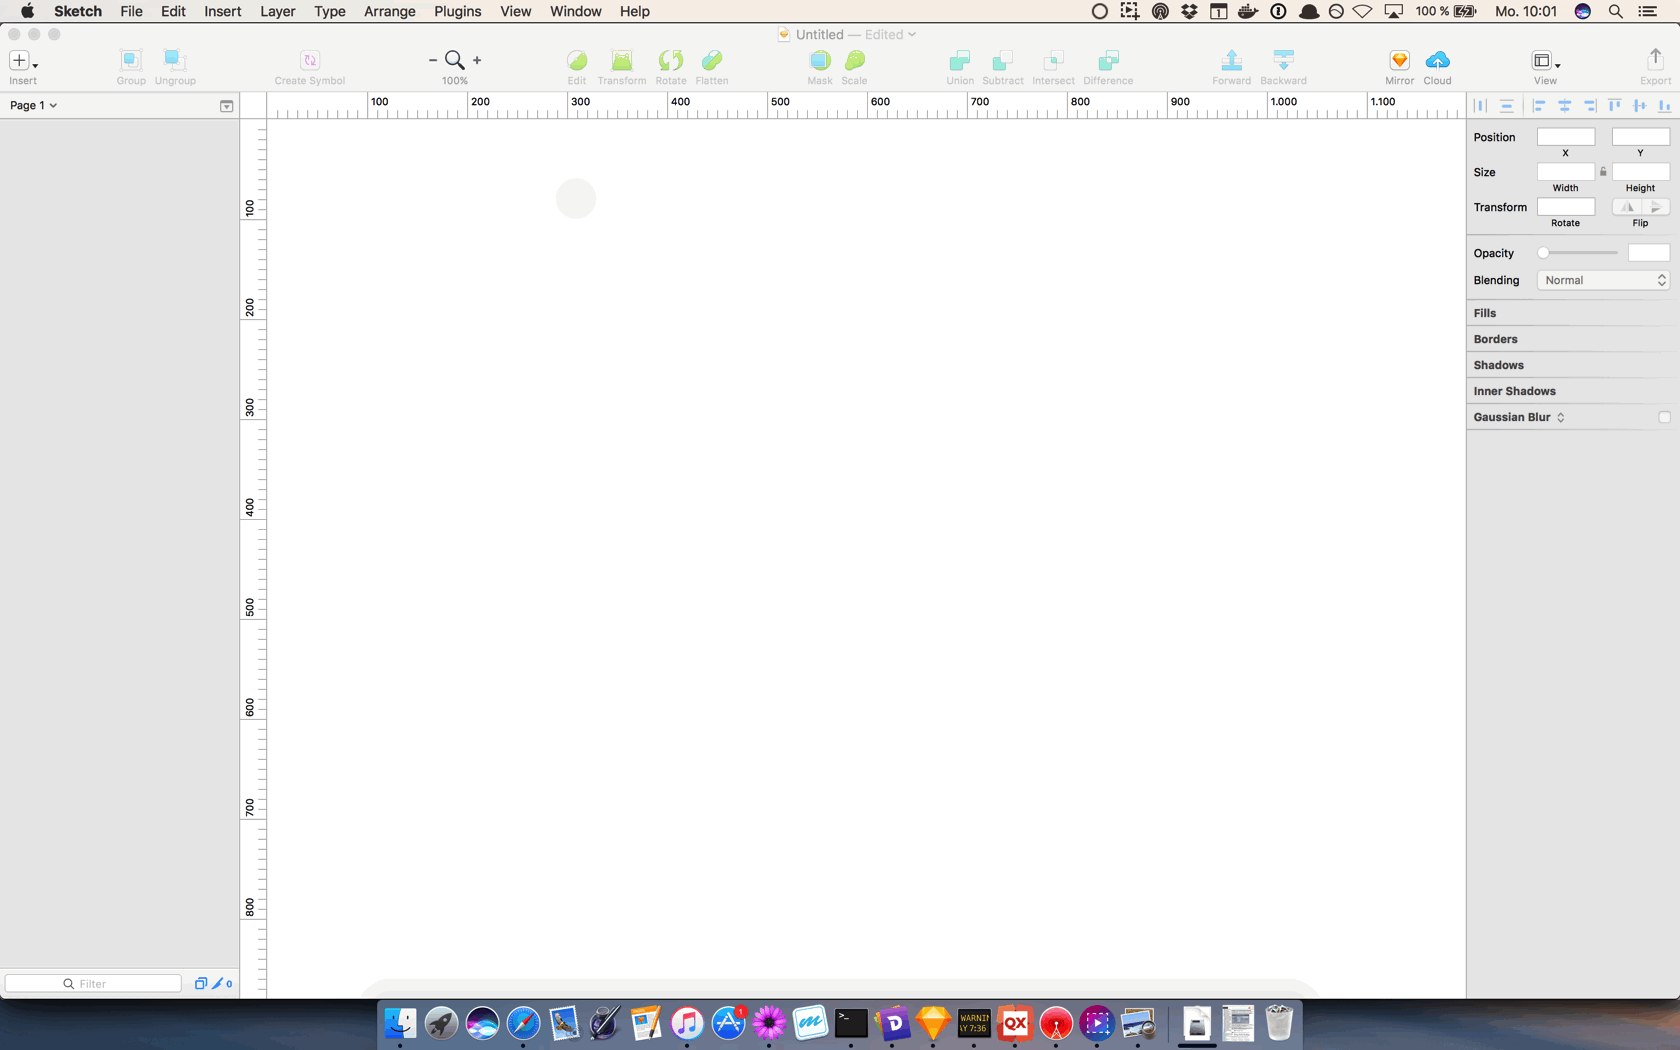 Sketch File Edit Insert Layer Type Arrange Plugins View Window Help 100 % Mo. 10:01
Untitled — Edited
Insert Group Ungroup Create Symbol 100% Edit Transform Rotate Flatten Mask Scale Union Subtract Intersect Difference Forward Backward Mirror Cloud View Export
Page 1
100 200 300 400 500 600 700 800 900 1.000 1.100
100
200
300
400
500
600
700
800
Position
X Y
Size
Width Height
Transform
Rotate Flip
Opacity
Blending Normal
Fills
Borders
Shadows
Inner Shadows
Gaussian Blur
Filter 0
1
D
WARNIN
AY 7:36
QX